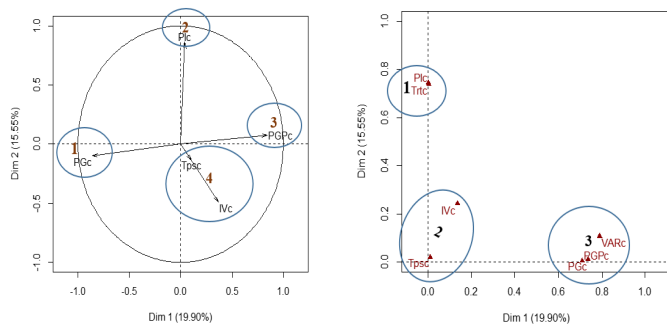 2
Plc
1.0
0.5
0.0
-0.5
-1.0
Dim 2 (15.55%)
3
PGPc
1
PGc
Tpsc
4
IVc
-1.0 -0.5 0.0 0.5 1.0
Dim 1 (19.90%)
1.0
0.8
0.6
0.4
0.2
0.0
Dim 2 (15.55%)
Plc
1
Trtc
IVc
2
Tpsc
3
VARc
PGPc
PGc
0.0 0.2 0.4 0.6 0.8 1.0
Dim 1 (19.90%)